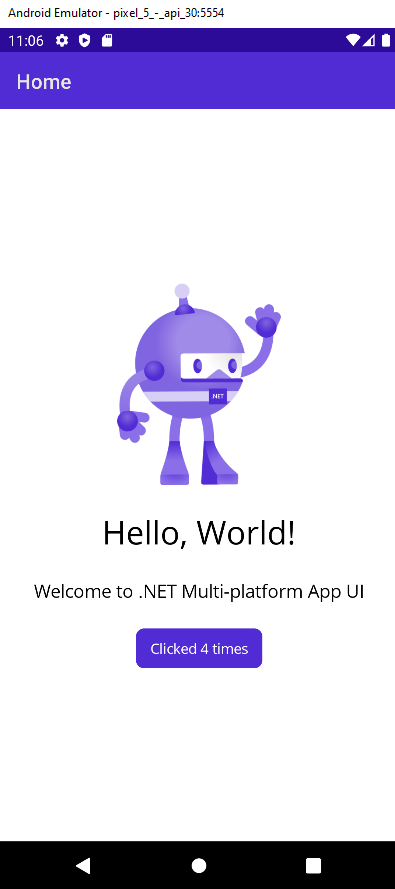 Android Emulator - pixel_5_-_api_30:5554
11:06
Home
.NET
Hello, World!
Welcome to .NET Multi-platform App UI
Clicked 4 times